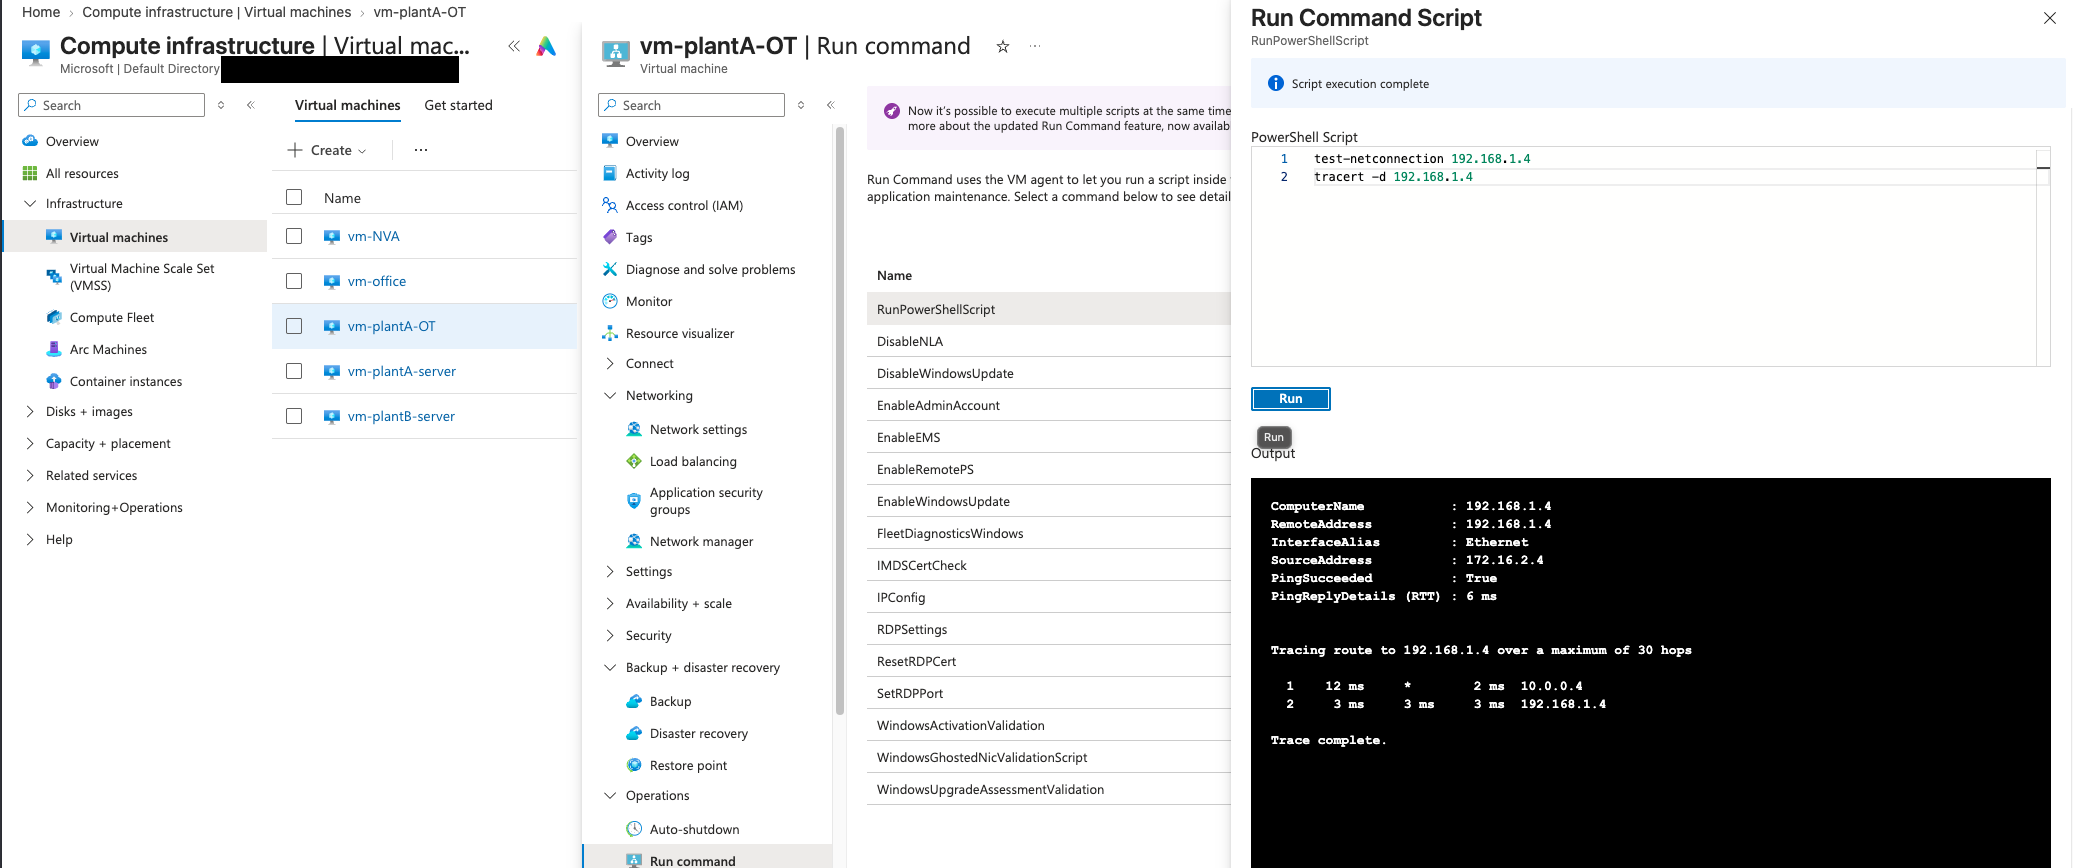 Home > Compute infrastructure | Virtual machines > vm-plantA-OT
Compute infrastructure | Virtual mac...
Microsoft | Default Directory
Search
Overview
All resources
Infrastructure
Virtual machines
Virtual Machine Scale Set
(VMSS)
Compute Fleet
Arc Machines
Container instances
Disks + images
Capacity + placement
Related services
Monitoring+Operations
Help
Virtual machines Get started
Create
Name
vm-NVA
vm-office
vm-plantA-OT
vm-plantA-server
vm-plantB-server
vm-plantA-OT | Run command
Virtual machine
Search
Overview
Activity log
Access control (IAM)
Tags
Diagnose and solve problems
Monitor
Resource visualizer
Connect
Networking
Network settings
Load balancing
Application security
groups
Network manager
Settings
Availability + scale
Security
Backup + disaster recovery
Backup
Disaster recovery
Restore point
Operations
Auto-shutdown
Run command
Now it's possible to execute multiple scripts at the same time
more about the updated Run Command feature, now availab
Run Command uses the VM agent to let you run a script inside
application maintenance. Select a command below to see detail
Name
RunPowerShellScript
DisableNLA
DisableWindowsUpdate
EnableAdminAccount
EnableEMS
EnableRemotePS
EnableWindowsUpdate
FleetDiagnosticsWindows
IMDSCertCheck
IPConfig
RDPSettings
ResetRDPCert
SetRDPPort
WindowsActivationValidation
WindowsGhostedNicValidationScript
WindowsUpgradeAssessmentValidation
Run Command Script
RunPowerShellScript
Script execution complete
PowerShell Script
1 test-netconnection 192.168.1.4
2 tracert -d 192.168.1.4
Run
Run
Output
ComputerName : 192.168.1.4
RemoteAddress : 192.168.1.4
InterfaceAlias : Ethernet
SourceAddress : 172.16.2.4
PingSucceeded : True
PingReplyDetails (RTT) : 6 ms
Tracing route to 192.168.1.4 over a maximum of 30 hops
1 12 ms * 2 ms 10.0.0.4
2 3 ms 3 ms 3 ms 192.168.1.4
Trace complete.